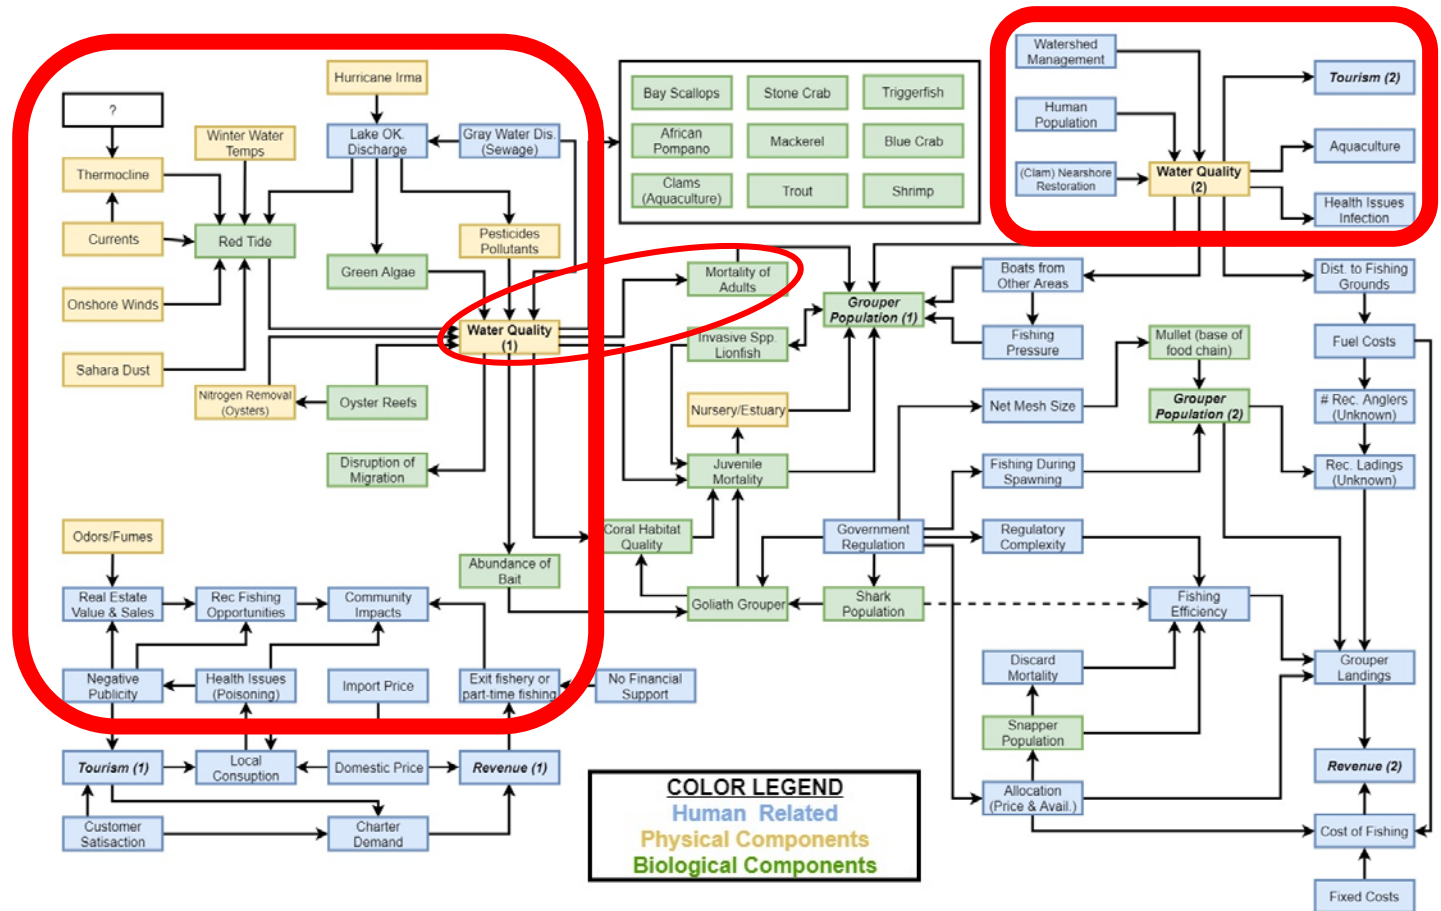 Hurricane Irma
?
Winter Water
Temps
Lake OK.
Discharge
Gray Water Dis.
(Sewage)
Thermocline
Currents
Red Tide
Pesticides
Pollutants
Green Algae
Onshore Winds
Water Quality
(1)
Sahara Dust
Nitrogen Removal
(Oysters)
Oyster Reefs
Disruption of
Migration
Odors/Fumes
Abundance of
Bait
Real Estate
Value & Sales
Rec Fishing
Opportunities
Community
Impacts
Negative
Publicity
Health Issues
(Poisoning)
Import Price
Exit fishery or
part-time fishing
No Financial
Support
Tourism (1)
Local
Consuption
Domestic Price
Revenue (1)
Customer
Satisaction
Charter
Demand
Bay Scallops
Stone Crab
Triggerfish
African
Pompano
Mackerel
Blue Crab
Clams
(Aquaculture)
Trout
Shrimp
Mortality of
Adults
Grouper
Population (1)
Invasive Spp.
Lionfish
Nursery/Estuary
Juvenile
Mortality
Coral Habitat
Quality
Government
Regulation
Goliath Grouper
Shark
Population
Watershed
Management
Tourism (2)
Human
Population
Aquaculture
(Clam) Nearshore
Restoration
Water Quality
(2)
Health Issues
Infection
Boats from
Other Areas
Dist. to Fishing
Grounds
Fishing
Pressure
Mullet (base of
food chain)
Fuel Costs
Net Mesh Size
Grouper
Population (2)
# Rec. Anglers
(Unknown)
Fishing During
Spawning
Rec. Ladings
(Unknown)
Regulatory
Complexity
Fishing
Efficiency
Discard
Mortality
Grouper
Landings
Snapper
Population
Revenue (2)
Allocation
(Price & Avail.)
Cost of Fishing
Fixed Costs
COLOR LEGEND
Human Related
Physical Components
Biological Components